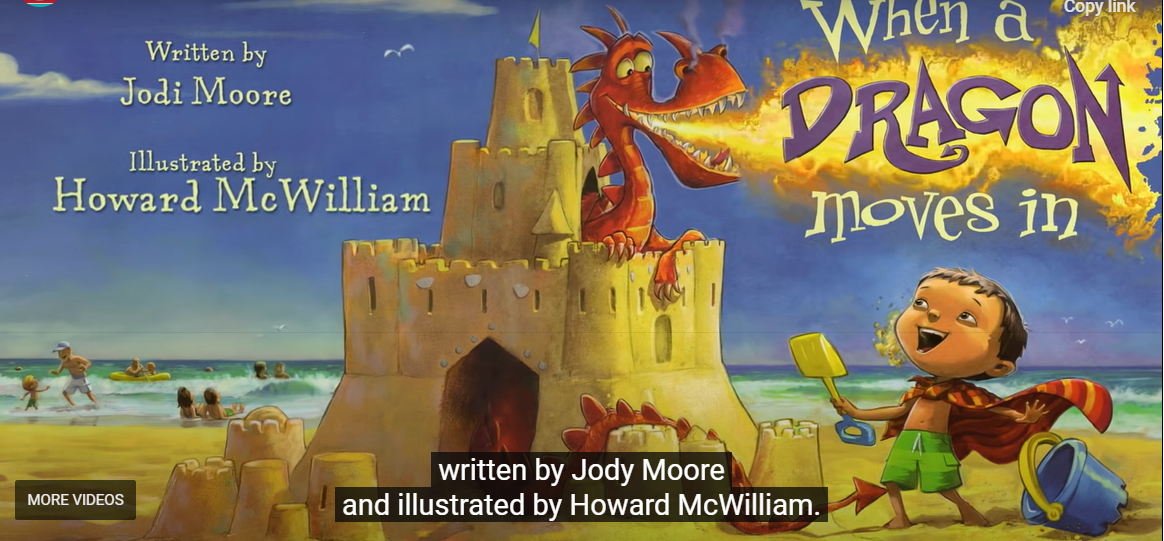 Copy link
Written by
Jodi Moore
Illustrated by
Howard McWilliam
When a
DRAGON
moves in
written by Jody Moore
and illustrated by Howard McWilliam.
MORE VIDEOS